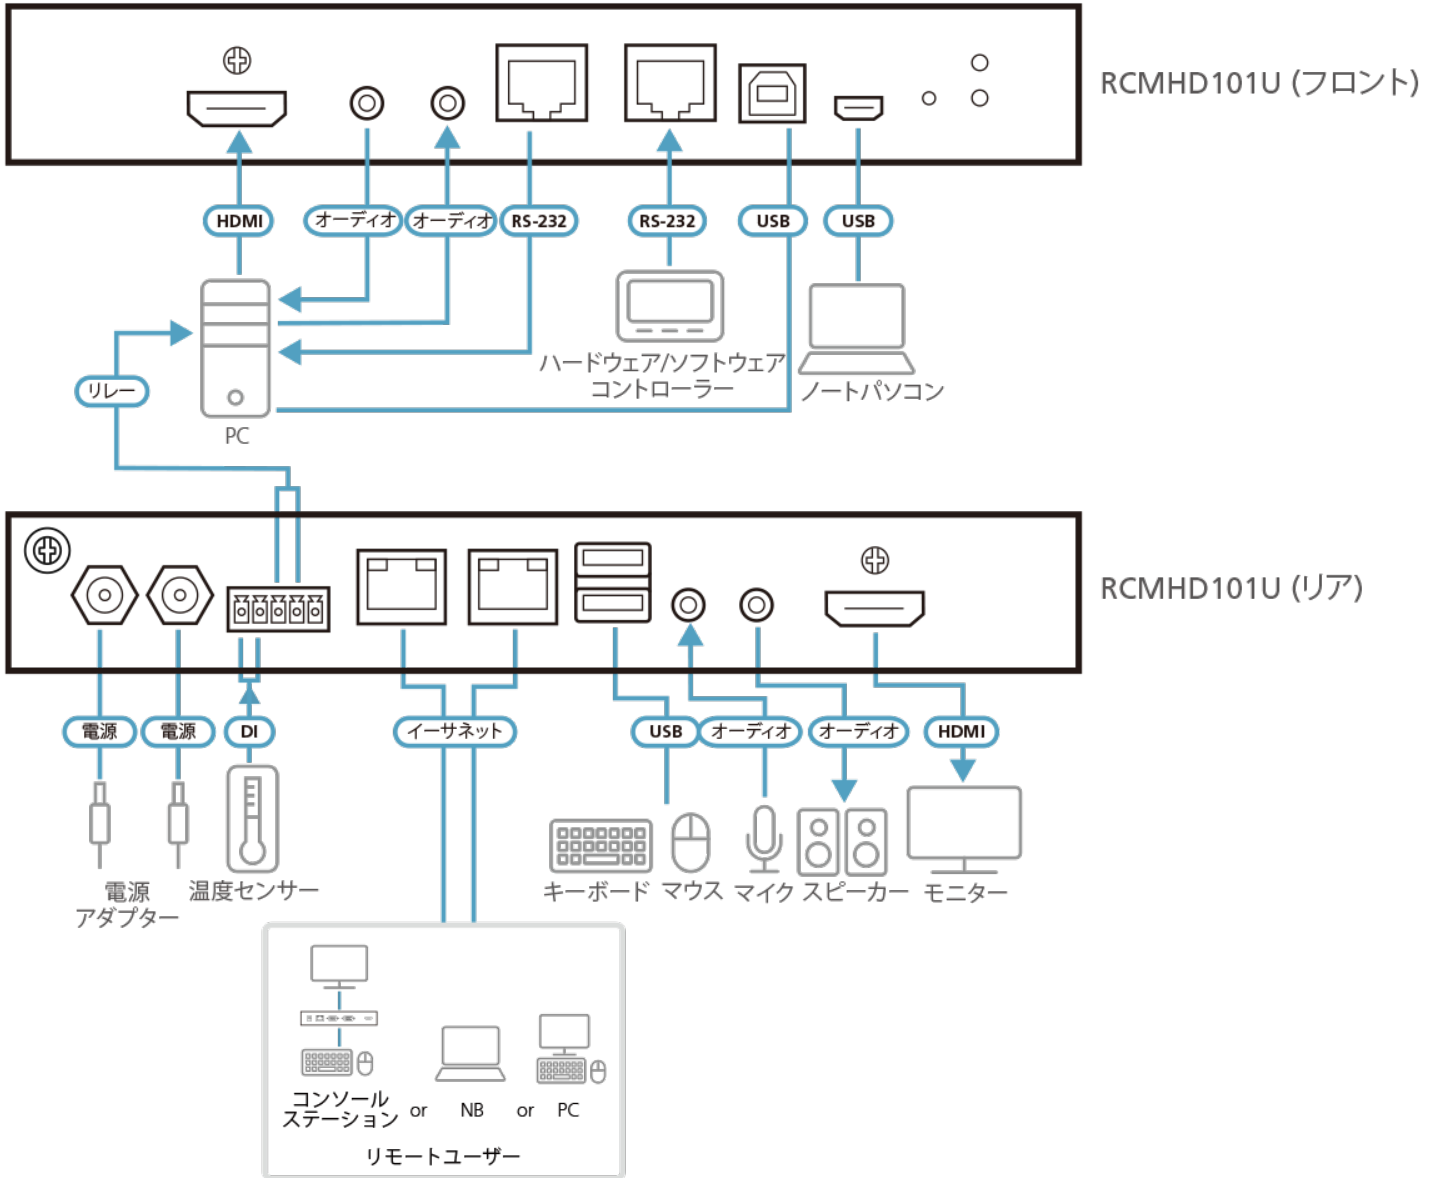 RCMHD101U (フロント)
HDMI
オーディオ
オーディオ
RS-232
RS-232
USB
USB
ハードウェア/ソフトウェア
コントローラー
ノートパソコン
リレー
PC
RCMHD101U (リア)
電源
電源
DI
イーサネット
USB
オーディオ
オーディオ
HDMI
電源
アダプター
温度センサー
キーボード
マウス
マイク
スピーカー
モニター
コンソール
ステーション
or
NB
or
PC
リモートユーザー